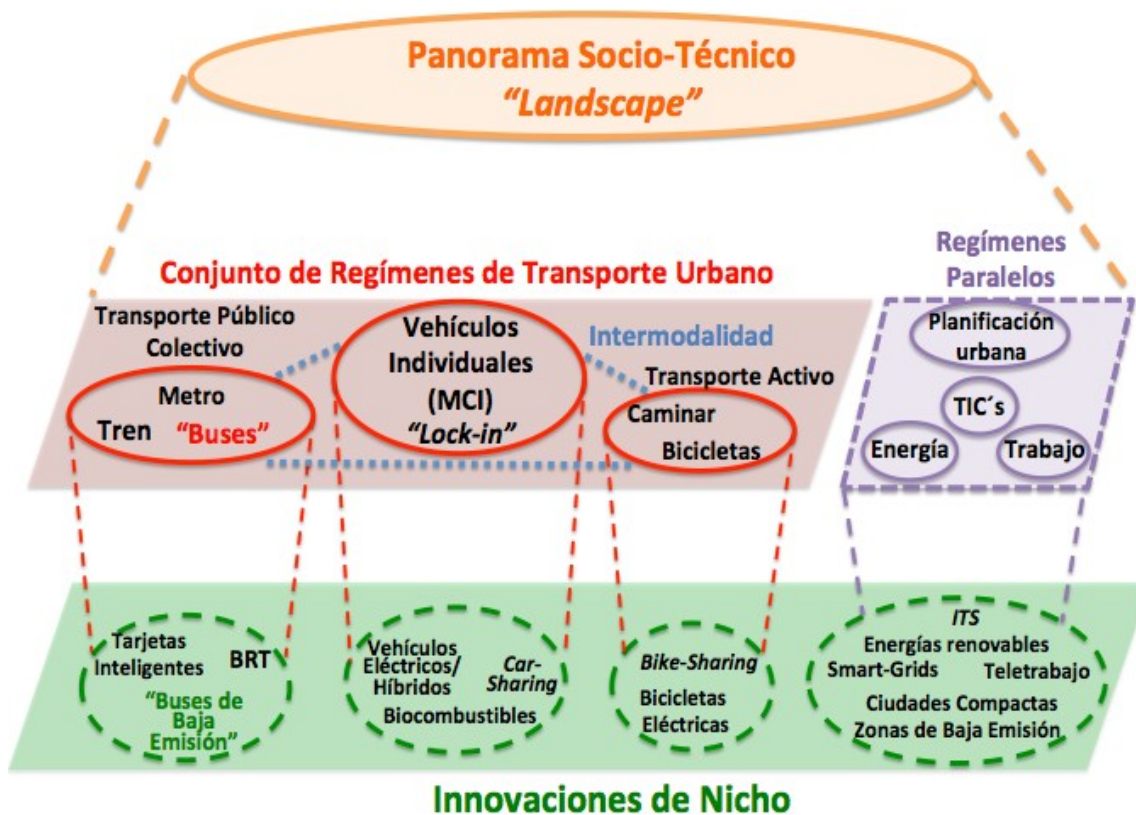 Panorama Socio-Técnico
“Landscape”
Regímenes
Paralelos
Conjunto de Regímenes de Transporte Urbano
Transporte Público
Colectivo
Metro
Tren “Buses”
Vehículos
Individuales
(MCI)
“Lock-in”
Intermodalidad
Transporte Activo
Caminar
Bicicletas
Planificación
urbana
TIC´s
Energía
Trabajo
Tarjetas
Inteligentes
BRT
“Buses de
Baja
Emisión”
Vehículos
Eléctricos/
Híbridos
Car-
Sharing
Biocombustibles
Bike-Sharing
Bicicletas
Eléctricas
ITS
Energías renovables
Smart-Grids
Teletrabajo
Ciudades Compactas
Zonas de Baja Emisión
Innovaciones de Nicho